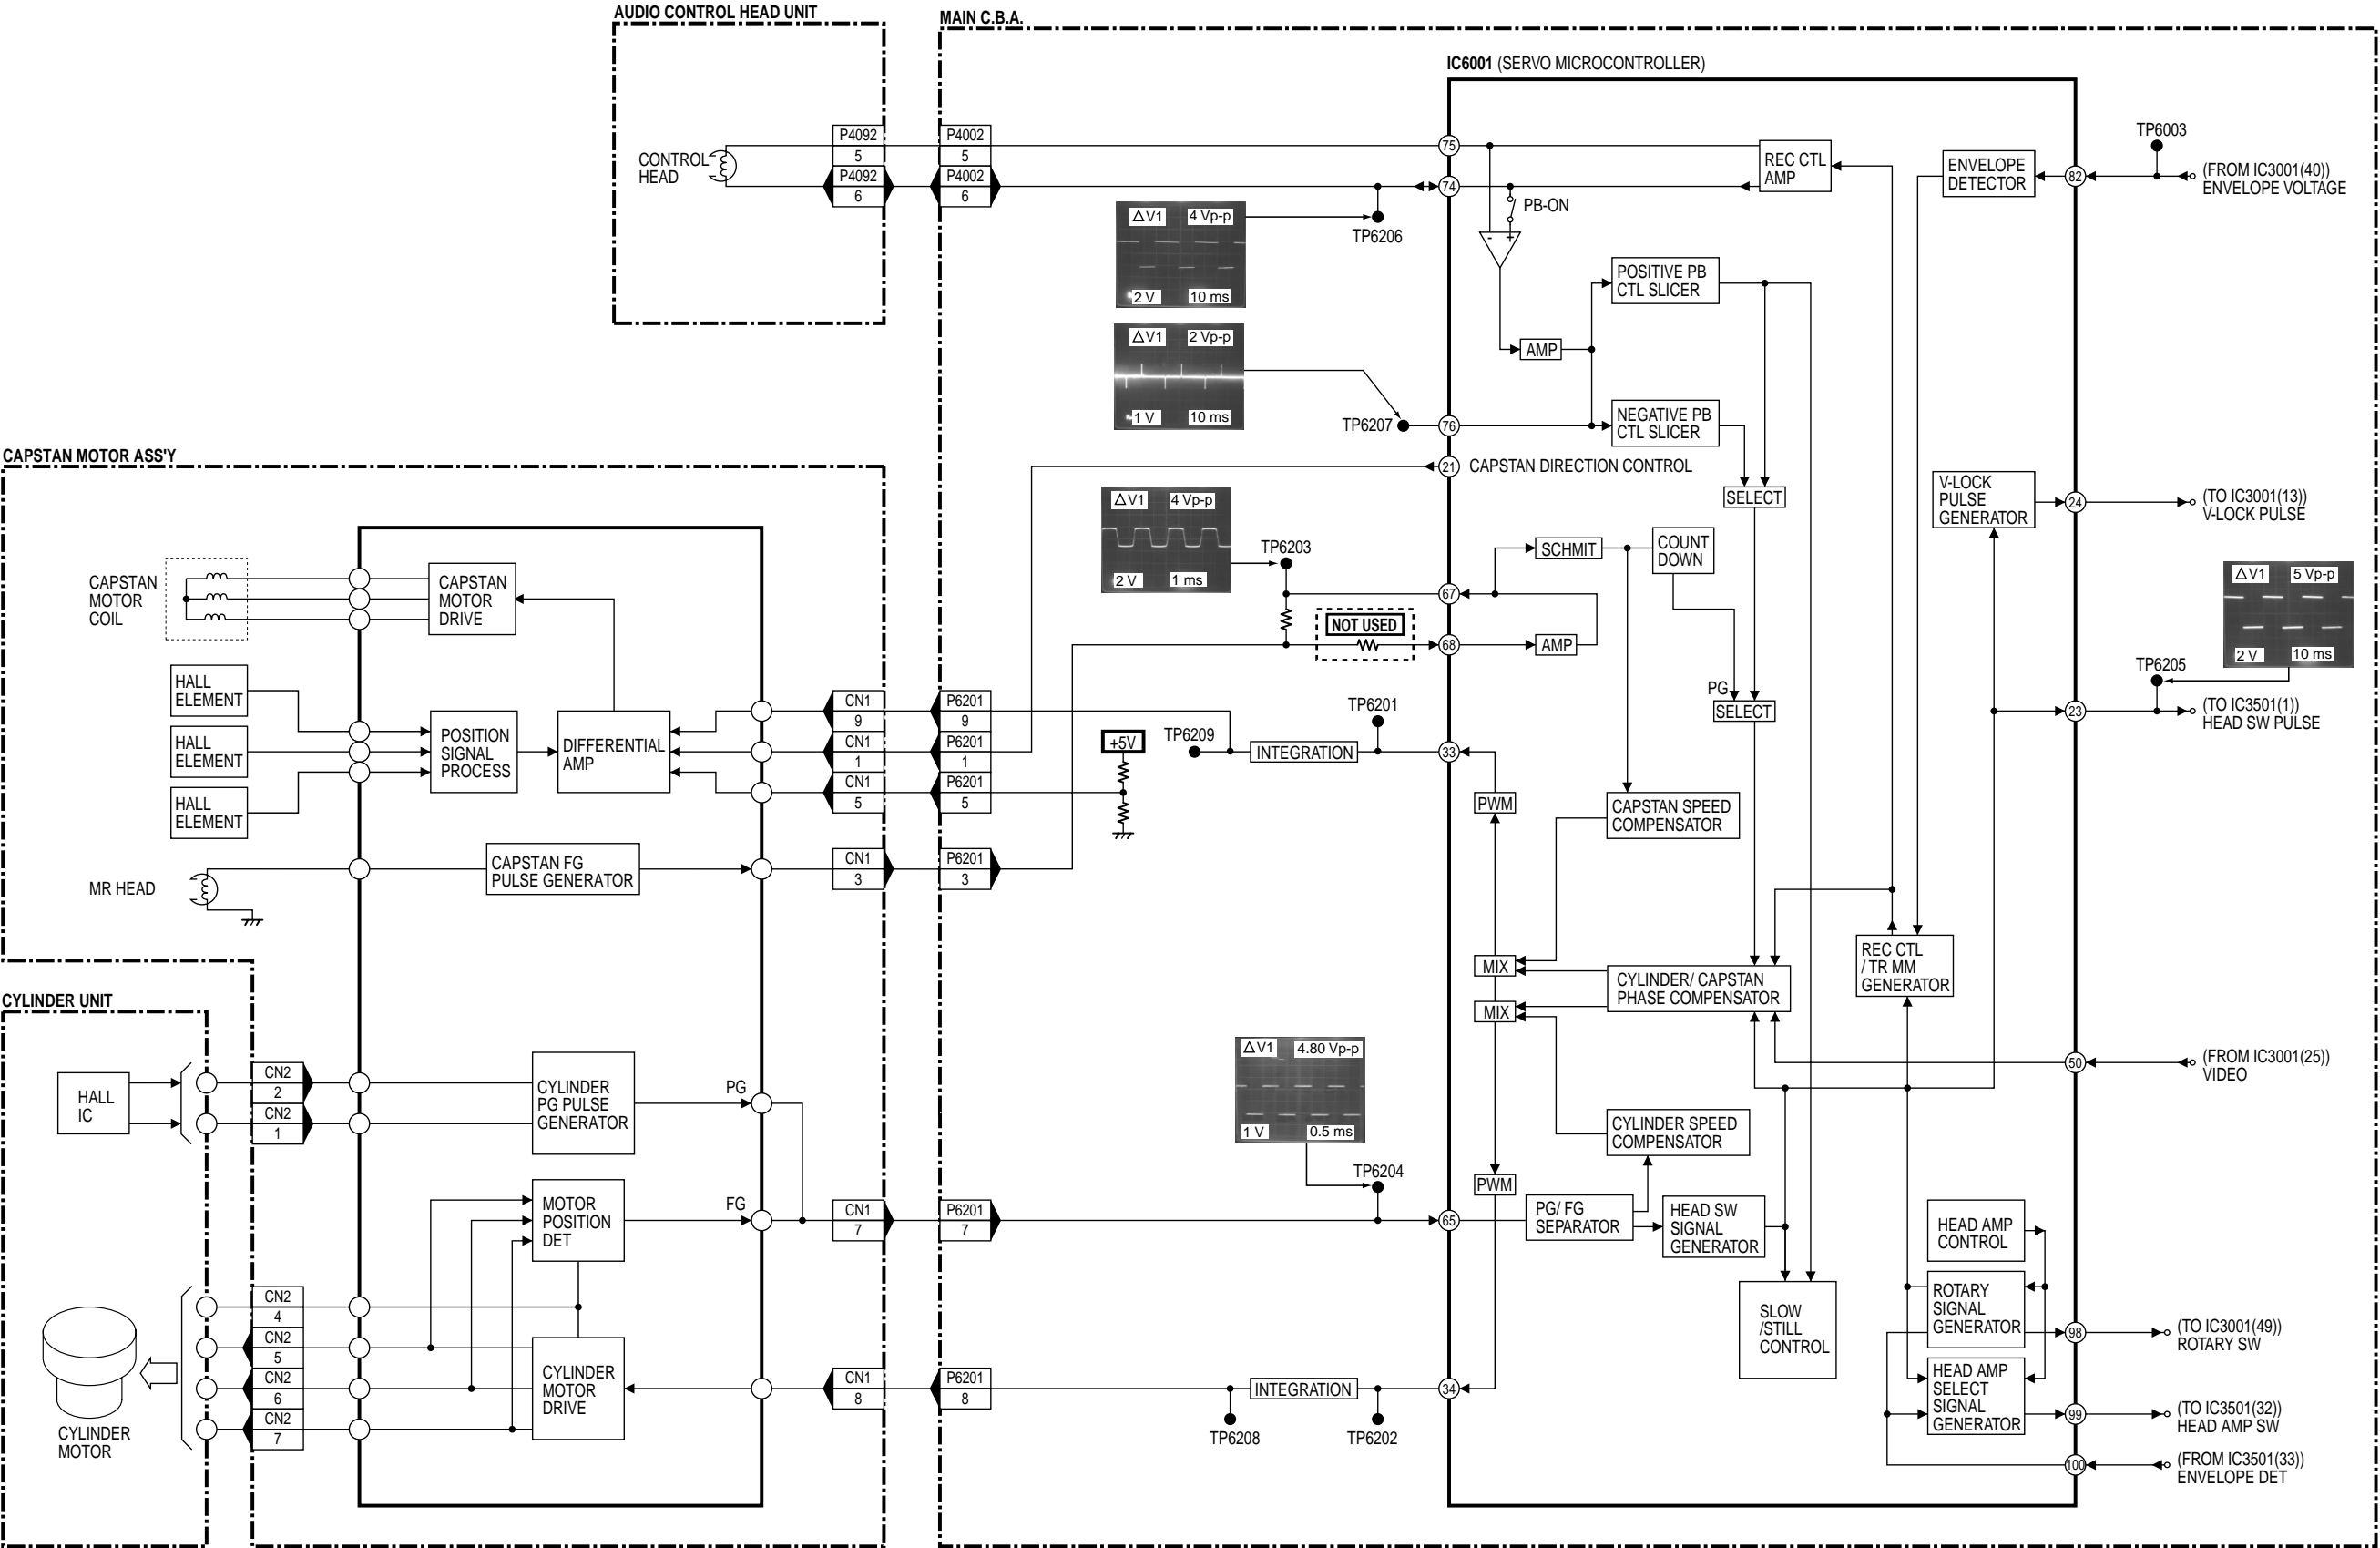 AUDIO CONTROL HEAD UNIT
MAIN C.B.A.
IC6001 (SERVO MICROCONTROLLER)
CONTROL
HEAD
P4092
5
P4092
6
P4002
5
P4002
6
75
74
REC CTL
AMP
PB-ON
- +
ENVELOPE
DETECTOR
82
TP6003
(FROM IC3001(40))
ENVELOPE VOLTAGE
△V1 4 Vp-p
2 V 10 ms
TP6206
△V1 2 Vp-p
1 V 10 ms
TP6207
76
AMP
POSITIVE PB
CTL SLICER
NEGATIVE PB
CTL SLICER
21
CAPSTAN DIRECTION CONTROL
SELECT
V-LOCK
PULSE
GENERATOR
24
(TO IC3001(13))
V-LOCK PULSE
CAPSTAN MOTOR ASS'Y
CAPSTAN
MOTOR
COIL
CAPSTAN
MOTOR
DRIVE
HALL
ELEMENT
HALL
ELEMENT
HALL
ELEMENT
POSITION
SIGNAL
PROCESS
DIFFERENTIAL
AMP
MR HEAD
CAPSTAN FG
PULSE GENERATOR
CN1
9
CN1
1
CN1
5
CN1
3
P6201
9
P6201
1
P6201
5
P6201
3
△V1 4 Vp-p
2 V 1 ms
TP6203
NOT USED
67
68
SCHMIT
COUNT
DOWN
AMP
PG
SELECT
+5V
TP6209
INTEGRATION
TP6201
33
PWM
CAPSTAN SPEED
COMPENSATOR
△V1 5 Vp-p
2 V 10 ms
TP6205
23
(TO IC3501(1))
HEAD SW PULSE
MIX
MIX
CYLINDER/ CAPSTAN
PHASE COMPENSATOR
REC CTL
/ TR MM
GENERATOR
50
(FROM IC3001(25))
VIDEO
CYLINDER UNIT
HALL
IC
CN2
2
CN2
1
CYLINDER
PG PULSE
GENERATOR
PG
MOTOR
POSITION
DET
FG
CN1
7
P6201
7
△V1 4.80 Vp-p
1 V 0.5 ms
TP6204
65
PWM
CYLINDER SPEED
COMPENSATOR
PG/ FG
SEPARATOR
HEAD SW
SIGNAL
GENERATOR
SLOW
/STILL
CONTROL
HEAD AMP
CONTROL
ROTARY
SIGNAL
GENERATOR
98
(TO IC3001(49))
ROTARY SW
HEAD AMP
SELECT
SIGNAL
GENERATOR
99
(TO IC3501(32))
HEAD AMP SW
100
(FROM IC3501(33))
ENVELOPE DET
CYLINDER
MOTOR
CN2
4
CN2
5
CN2
6
CN2
7
CYLINDER
MOTOR
DRIVE
CN1
8
P6201
8
TP6208
INTEGRATION
TP6202
34